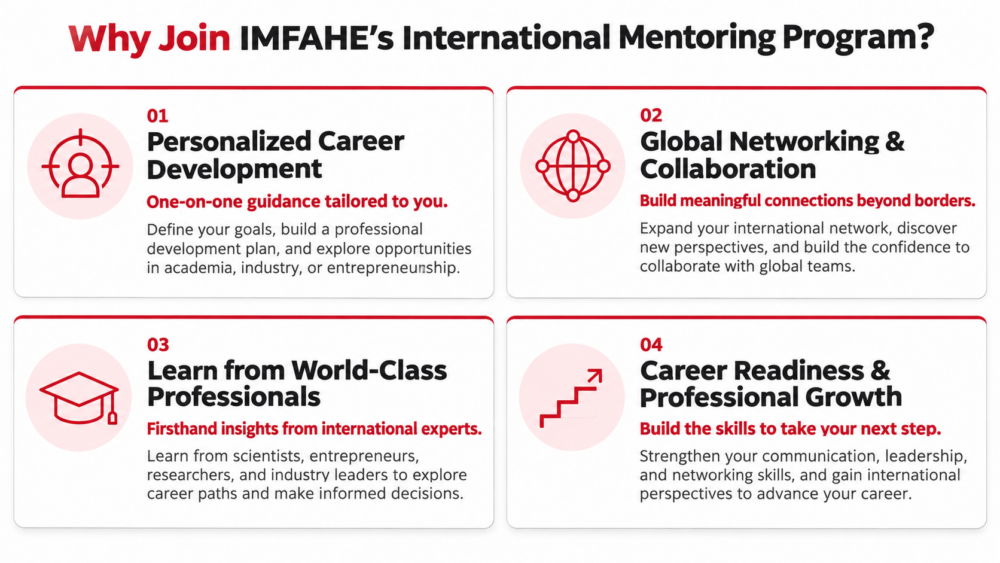 Why Join IMFAHE's International Mentoring Program?
01
Personalized Career
Development
One-on-one guidance tailored to you.
Define your goals, build a professional
development plan, and explore opportunities
in academia, industry, or entrepreneurship.
02
Global Networking &
Collaboration
Build meaningful connections beyond borders.
Expand your international network, discover
new perspectives, and build the confidence to
collaborate with global teams.
03
Learn from World-Class
Professionals
Firsthand insights from international experts.
Learn from scientists, entrepreneurs,
researchers, and industry leaders to explore
career paths and make informed decisions.
04
Career Readiness &
Professional Growth
Build the skills to take your next step.
Strengthen your communication, leadership,
and networking skills, and gain international
perspectives to advance your career.